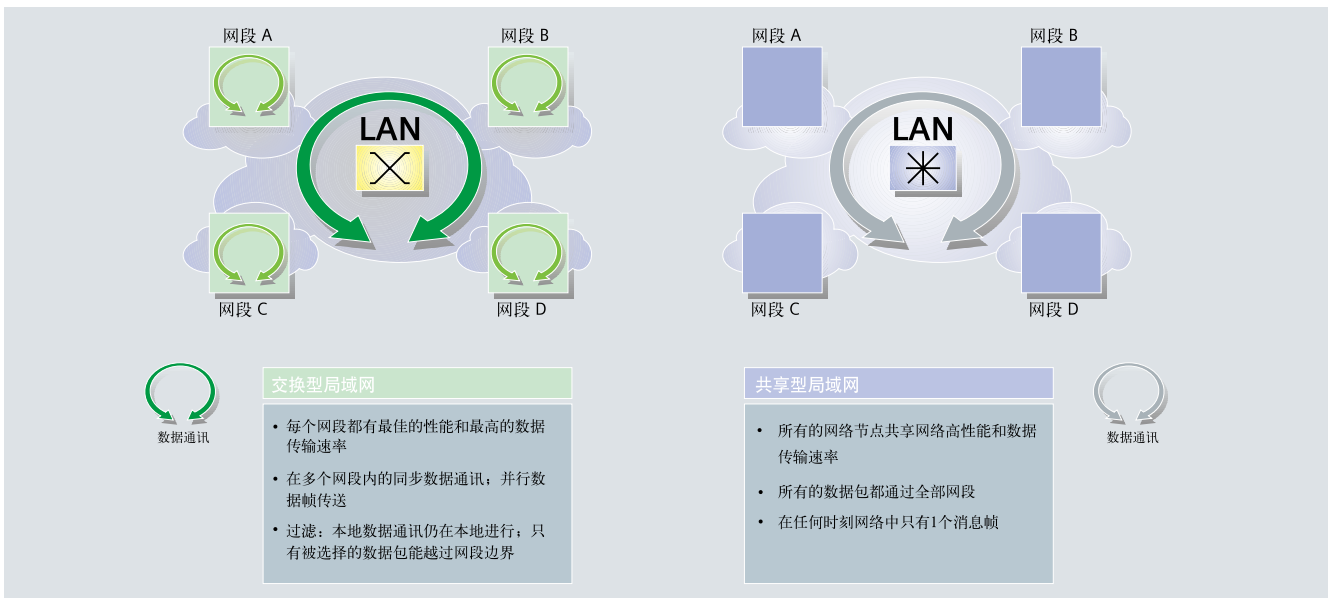 网段 A
网段 B
LAN
网段 C
网段 D
数据通讯
交换型局域网
• 每个网段都有最佳的性能和最高的数据
传输速率
• 在多个网段内的同步数据通讯；并行数
据帧传送
• 过滤：本地数据通讯仍在本地进行；只
有被选择的数据包能越过网段边界
网段 A
网段 B
LAN
网段 C
网段 D
共享型局域网
• 所有的网络节点共享网络高性能和数据
传输速率
• 所有的数据包都通过全部网段
• 在任何时刻网络中只有1个消息帧
数据通讯